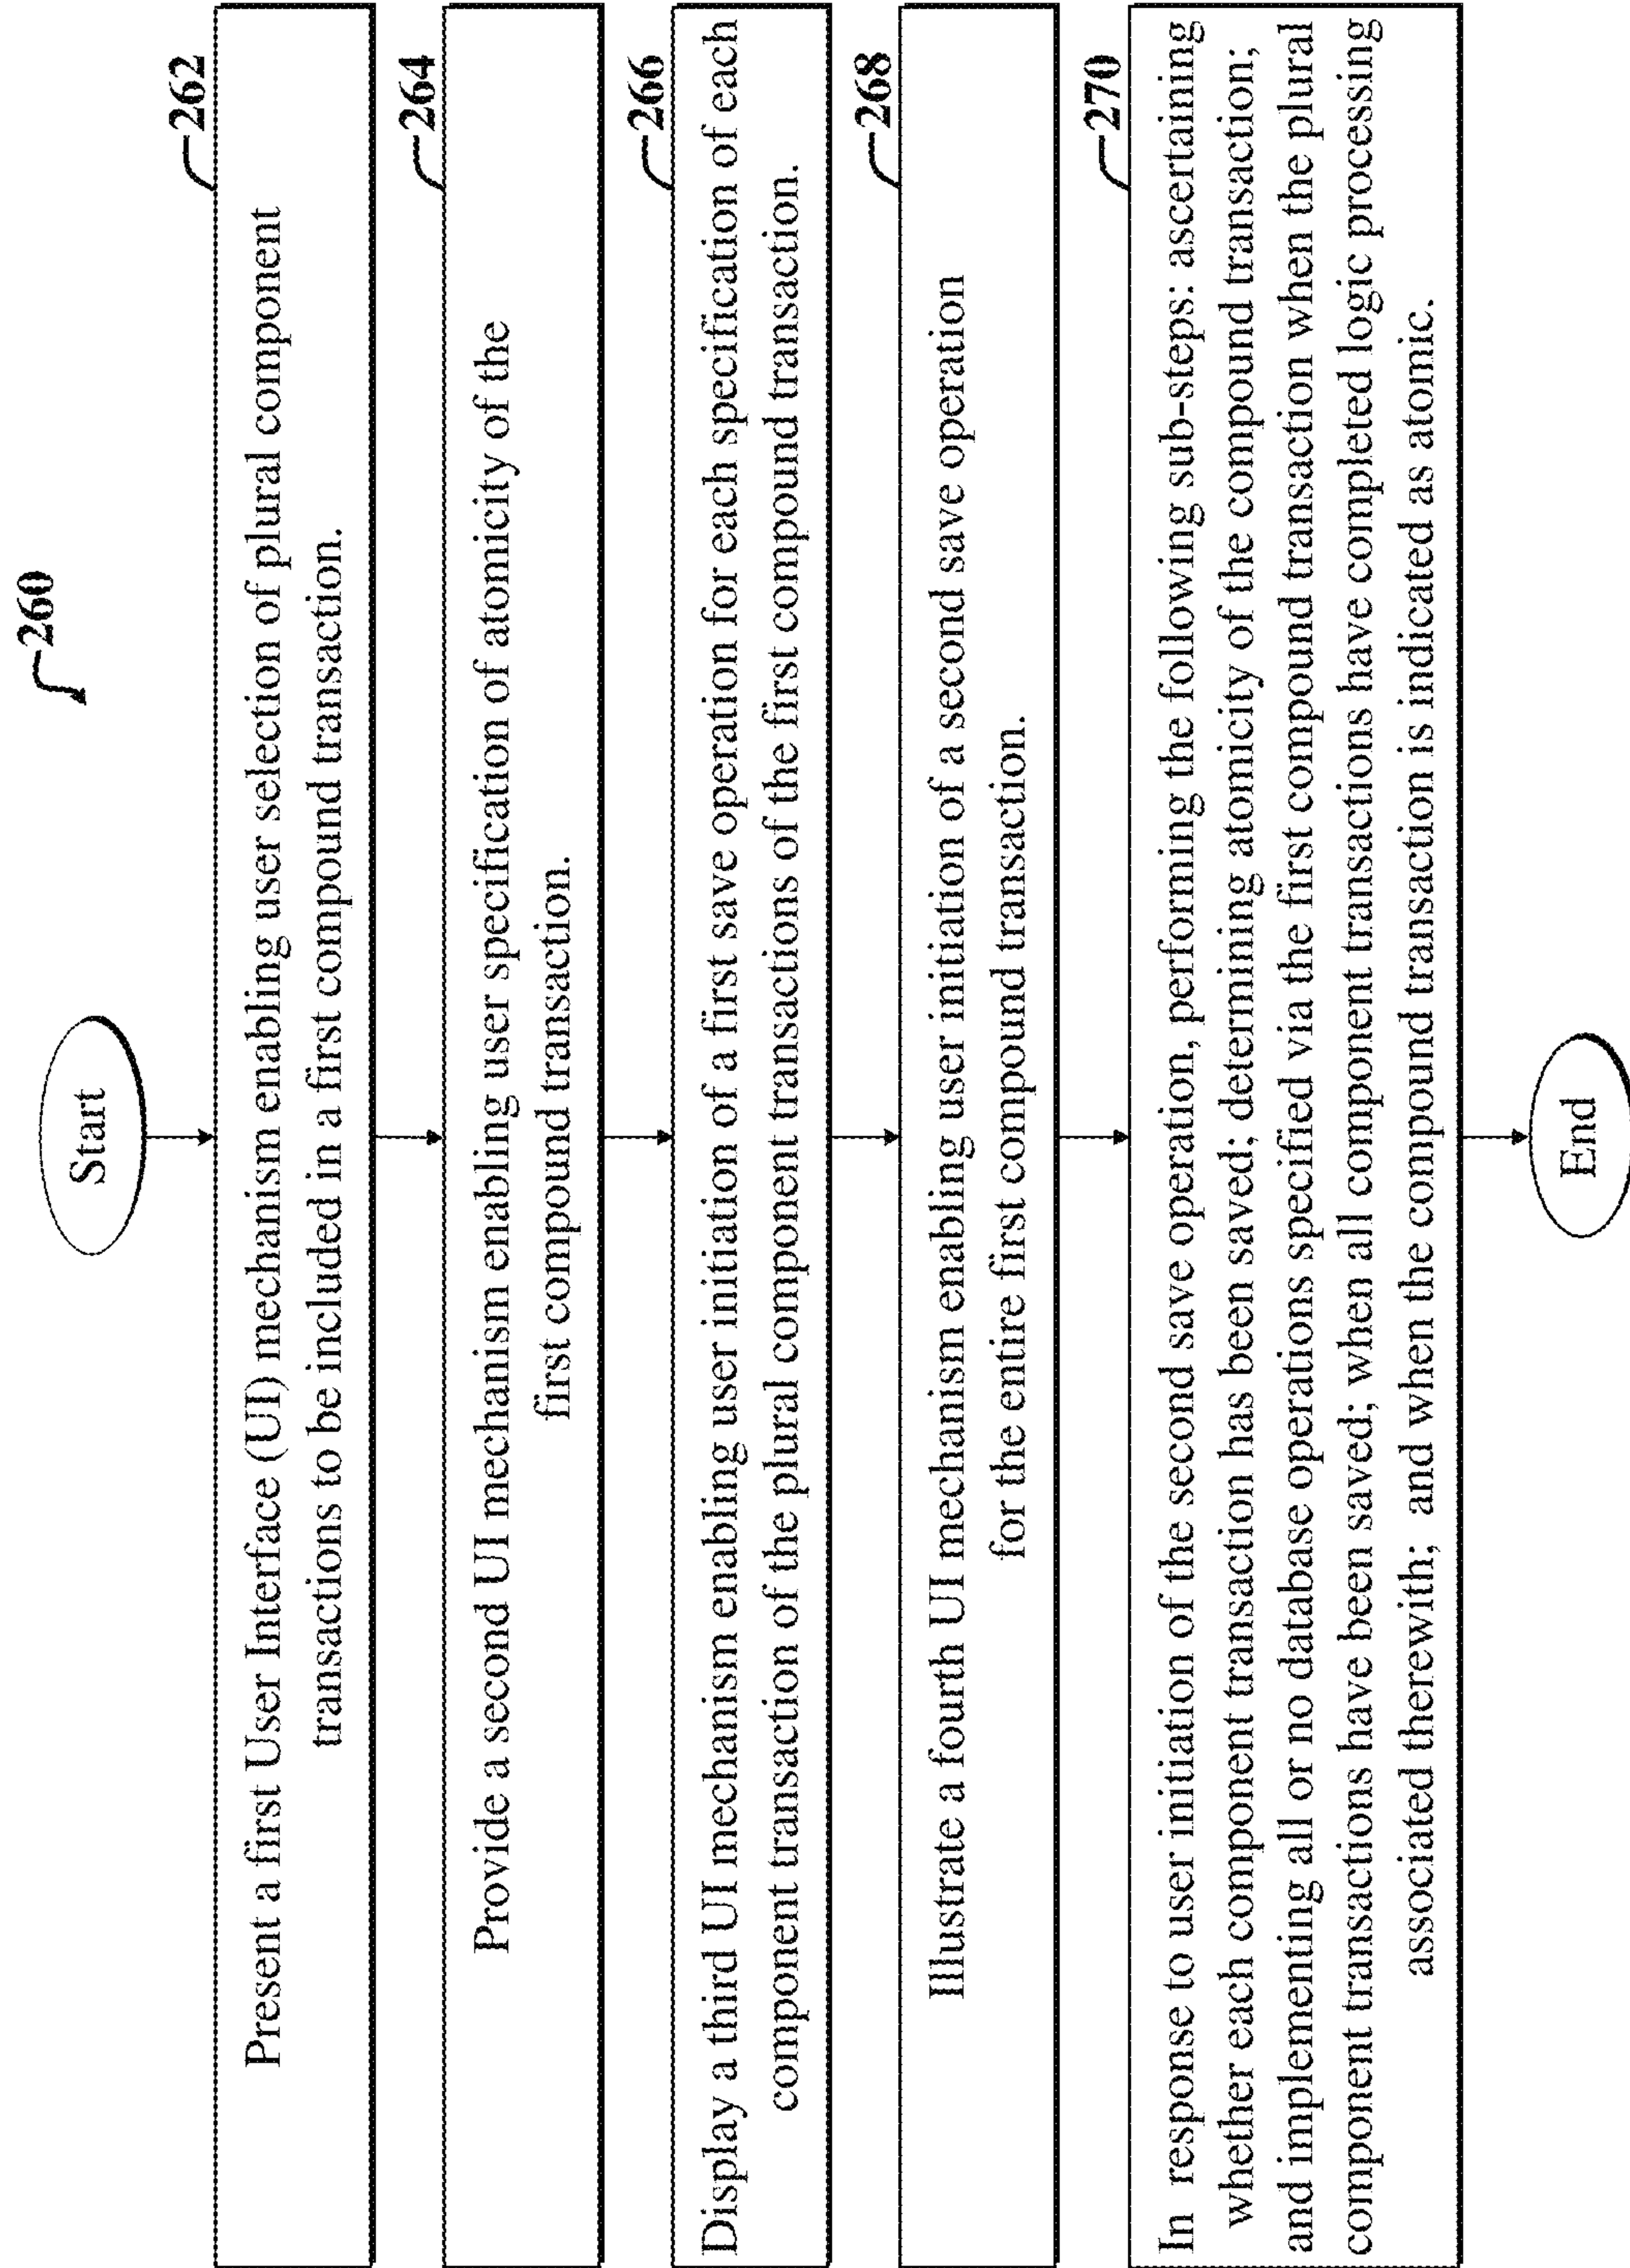 260
Start
262
Present a first User Interface (UI) mechanism enabling user selection of plural component
transactions to be included in a first compound transaction.
264
Provide a second UI mechanism enabling user specification of atomicity of the
first compound transaction.
266
Display a third UI mechanism enabling user initiation of a first save operation for each specification of each
component transaction of the plural component transactions of the first compound transaction.
268
Illustrate a fourth UI mechanism enabling user initiation of a second save operation
for the entire first compound transaction.
270
In response to user initiation of the second save operation, performing the following sub-steps: ascertaining
whether each component transaction has been saved; determining atomicity of the compound transaction;
and implementing all or no database operations specified via the first compound transaction when the plural
component transactions have been saved; when all component transactions have completed logic processing
associated therewith; and when the compound transaction is indicated as atomic.
End